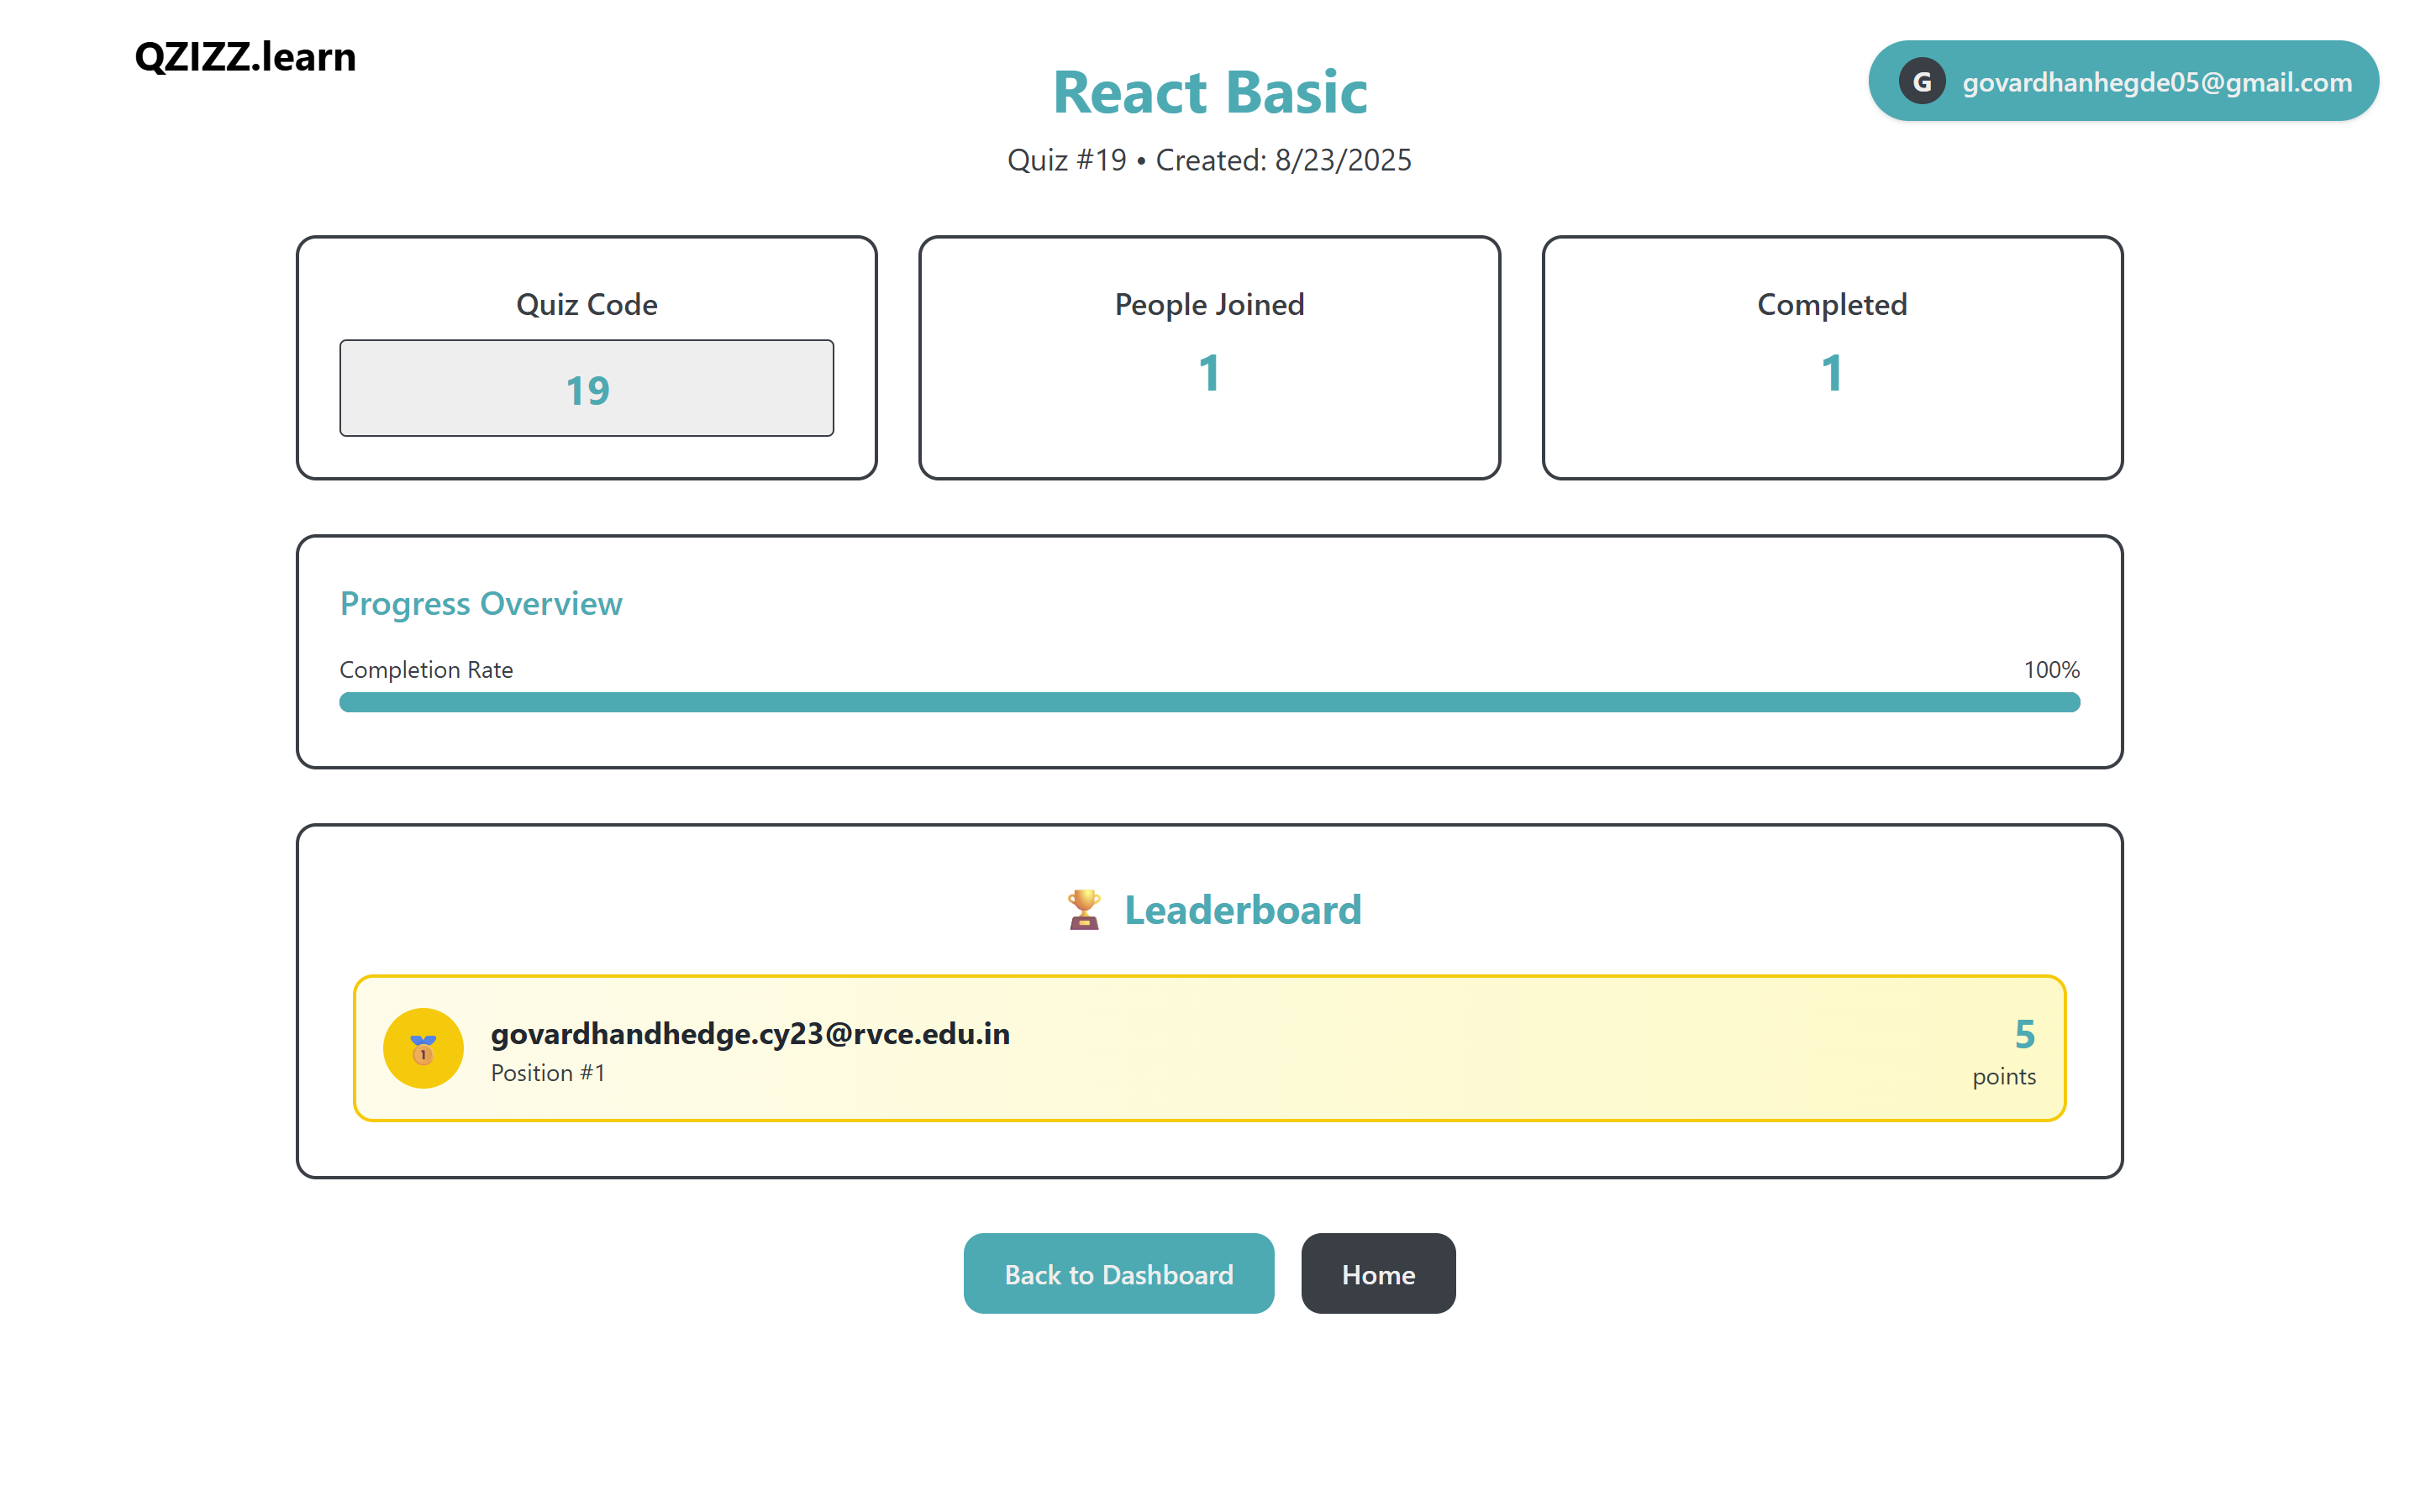 QZIZZ.learn
G govardhanhegde05@gmail.com
React Basic
Quiz #19 • Created: 8/23/2025
Quiz Code
19
People Joined
1
Completed
1
Progress Overview
Completion Rate 100%
🏆 Leaderboard
1
govardhandhedge.cy23@rvce.edu.in
Position #1
5
points
Back to Dashboard
Home